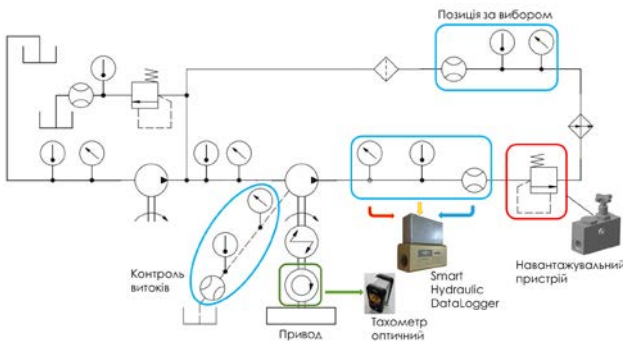 Позиція за вибором
Контроль
витоків
Привод
Тахометр
оптичний
Smart
Hydraulic
DataLogger
Навантажувальний
пристрій